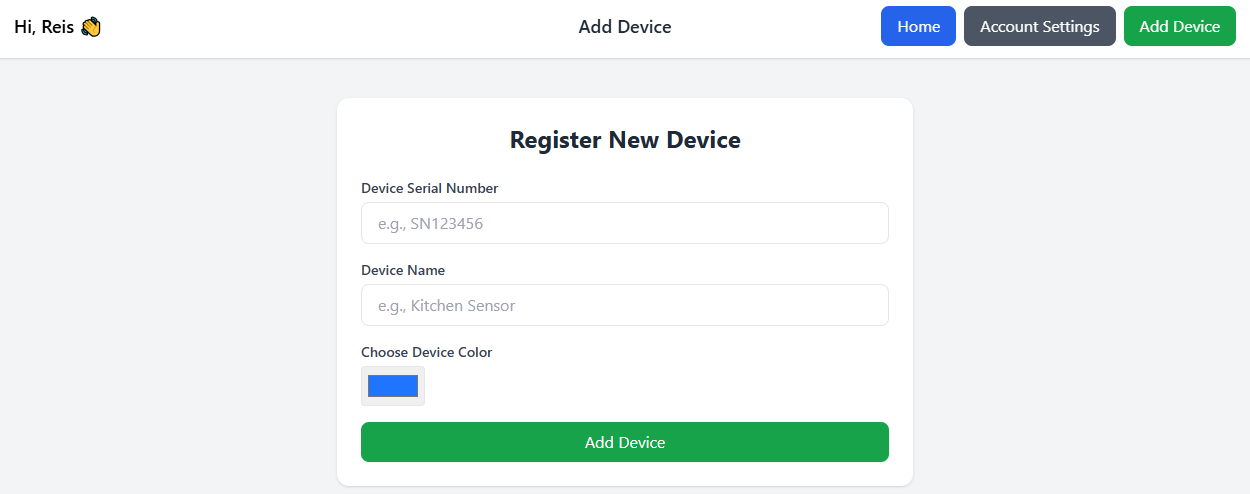 Hi, Reis 👋 Add Device Home Account Settings Add Device
Register New Device
Device Serial Number
e.g., SN123456
Device Name
e.g., Kitchen Sensor
Choose Device Color
Add Device